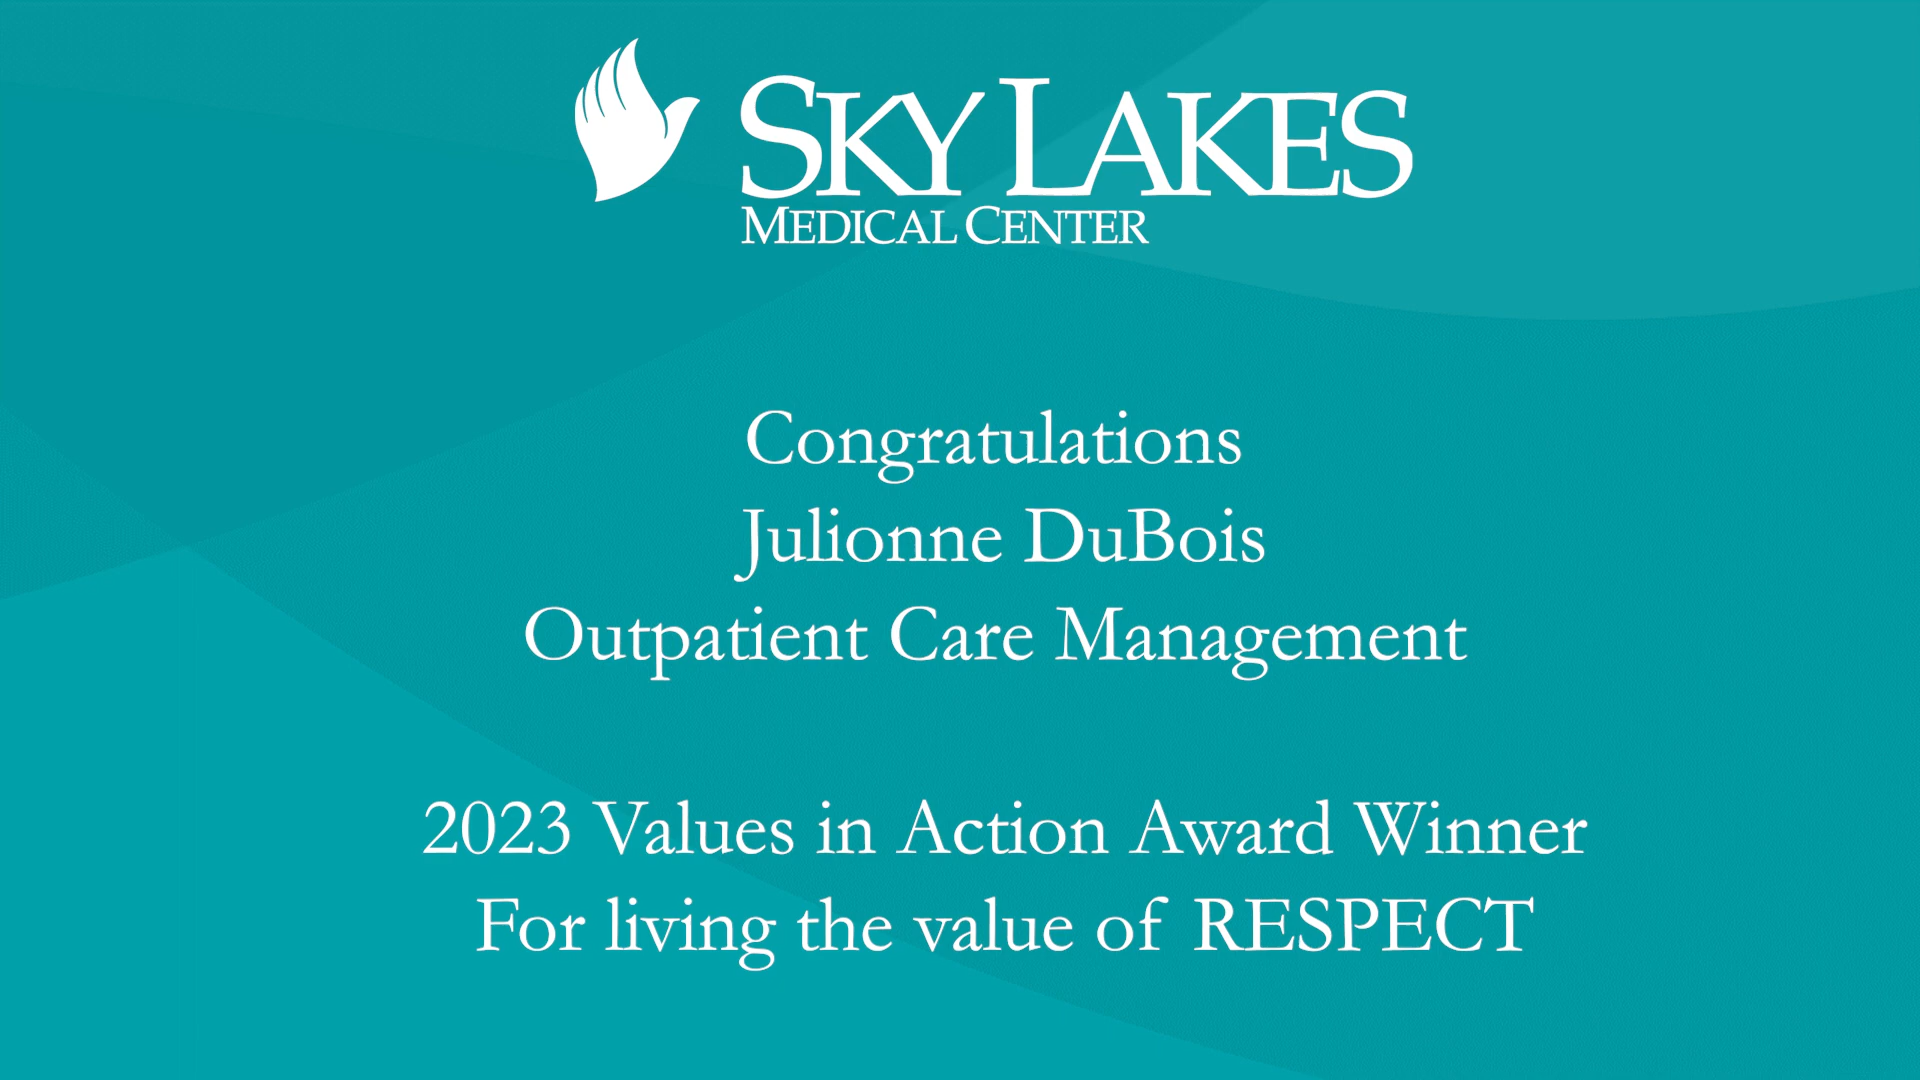 SKY LAKES
MEDICAL CENTER
Congratulations
Julionne DuBois
Outpatient Care Management
2023 Values in Action Award Winner
For living the value of RESPECT